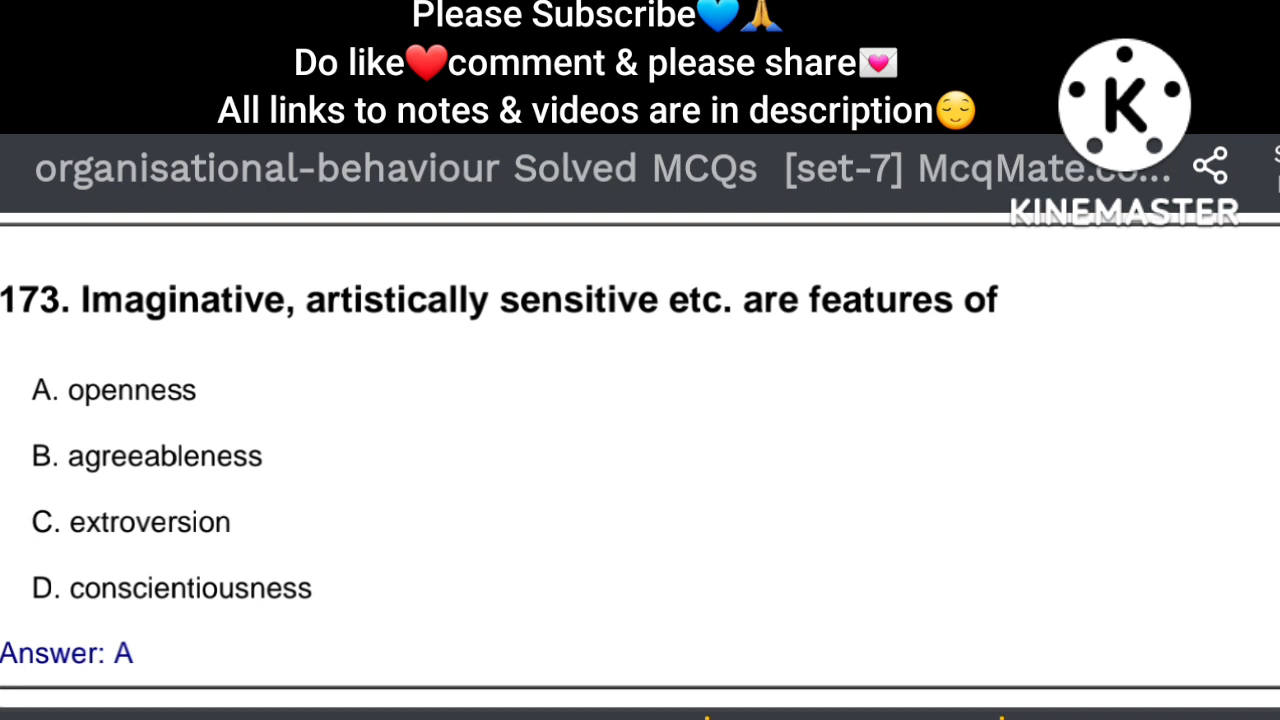 Please Subscribe💙🙏
Do like❤️comment & please share💌
All links to notes & videos are in description😌
K
organisational-behaviour Solved MCQs [set-7] McqMate.co...
KINEMASTER
173. Imaginative, artistically sensitive etc. are features of
A. openness
B. agreeableness
C. extroversion
D. conscientiousness
Answer: A